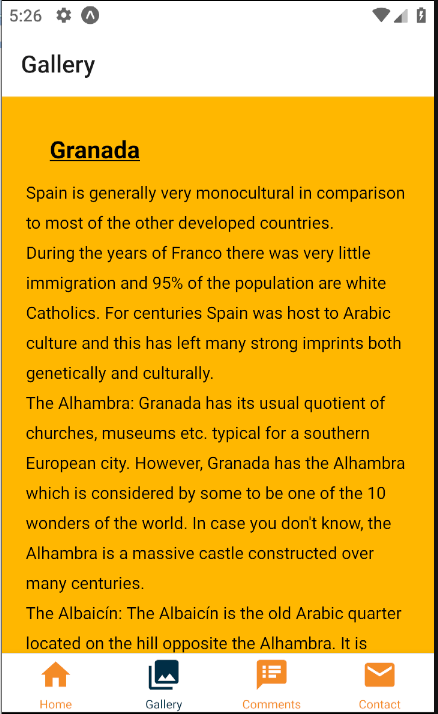 5:26
Gallery
Granada
Spain is generally very monocultural in comparison
to most of the other developed countries.
During the years of Franco there was very little
immigration and 95% of the population are white
Catholics. For centuries Spain was host to Arabic
culture and this has left many strong imprints both
genetically and culturally.
The Alhambra: Granada has its usual quotient of
churches, museums etc. typical for a southern
European city. However, Granada has the Alhambra
which is considered by some to be one of the 10
wonders of the world. In case you don't know, the
Alhambra is a massive castle constructed over
many centuries.
The Albaicín: The Albaicín is the old Arabic quarter
located on the hill opposite the Alhambra. It is
Home Gallery Comments Contact